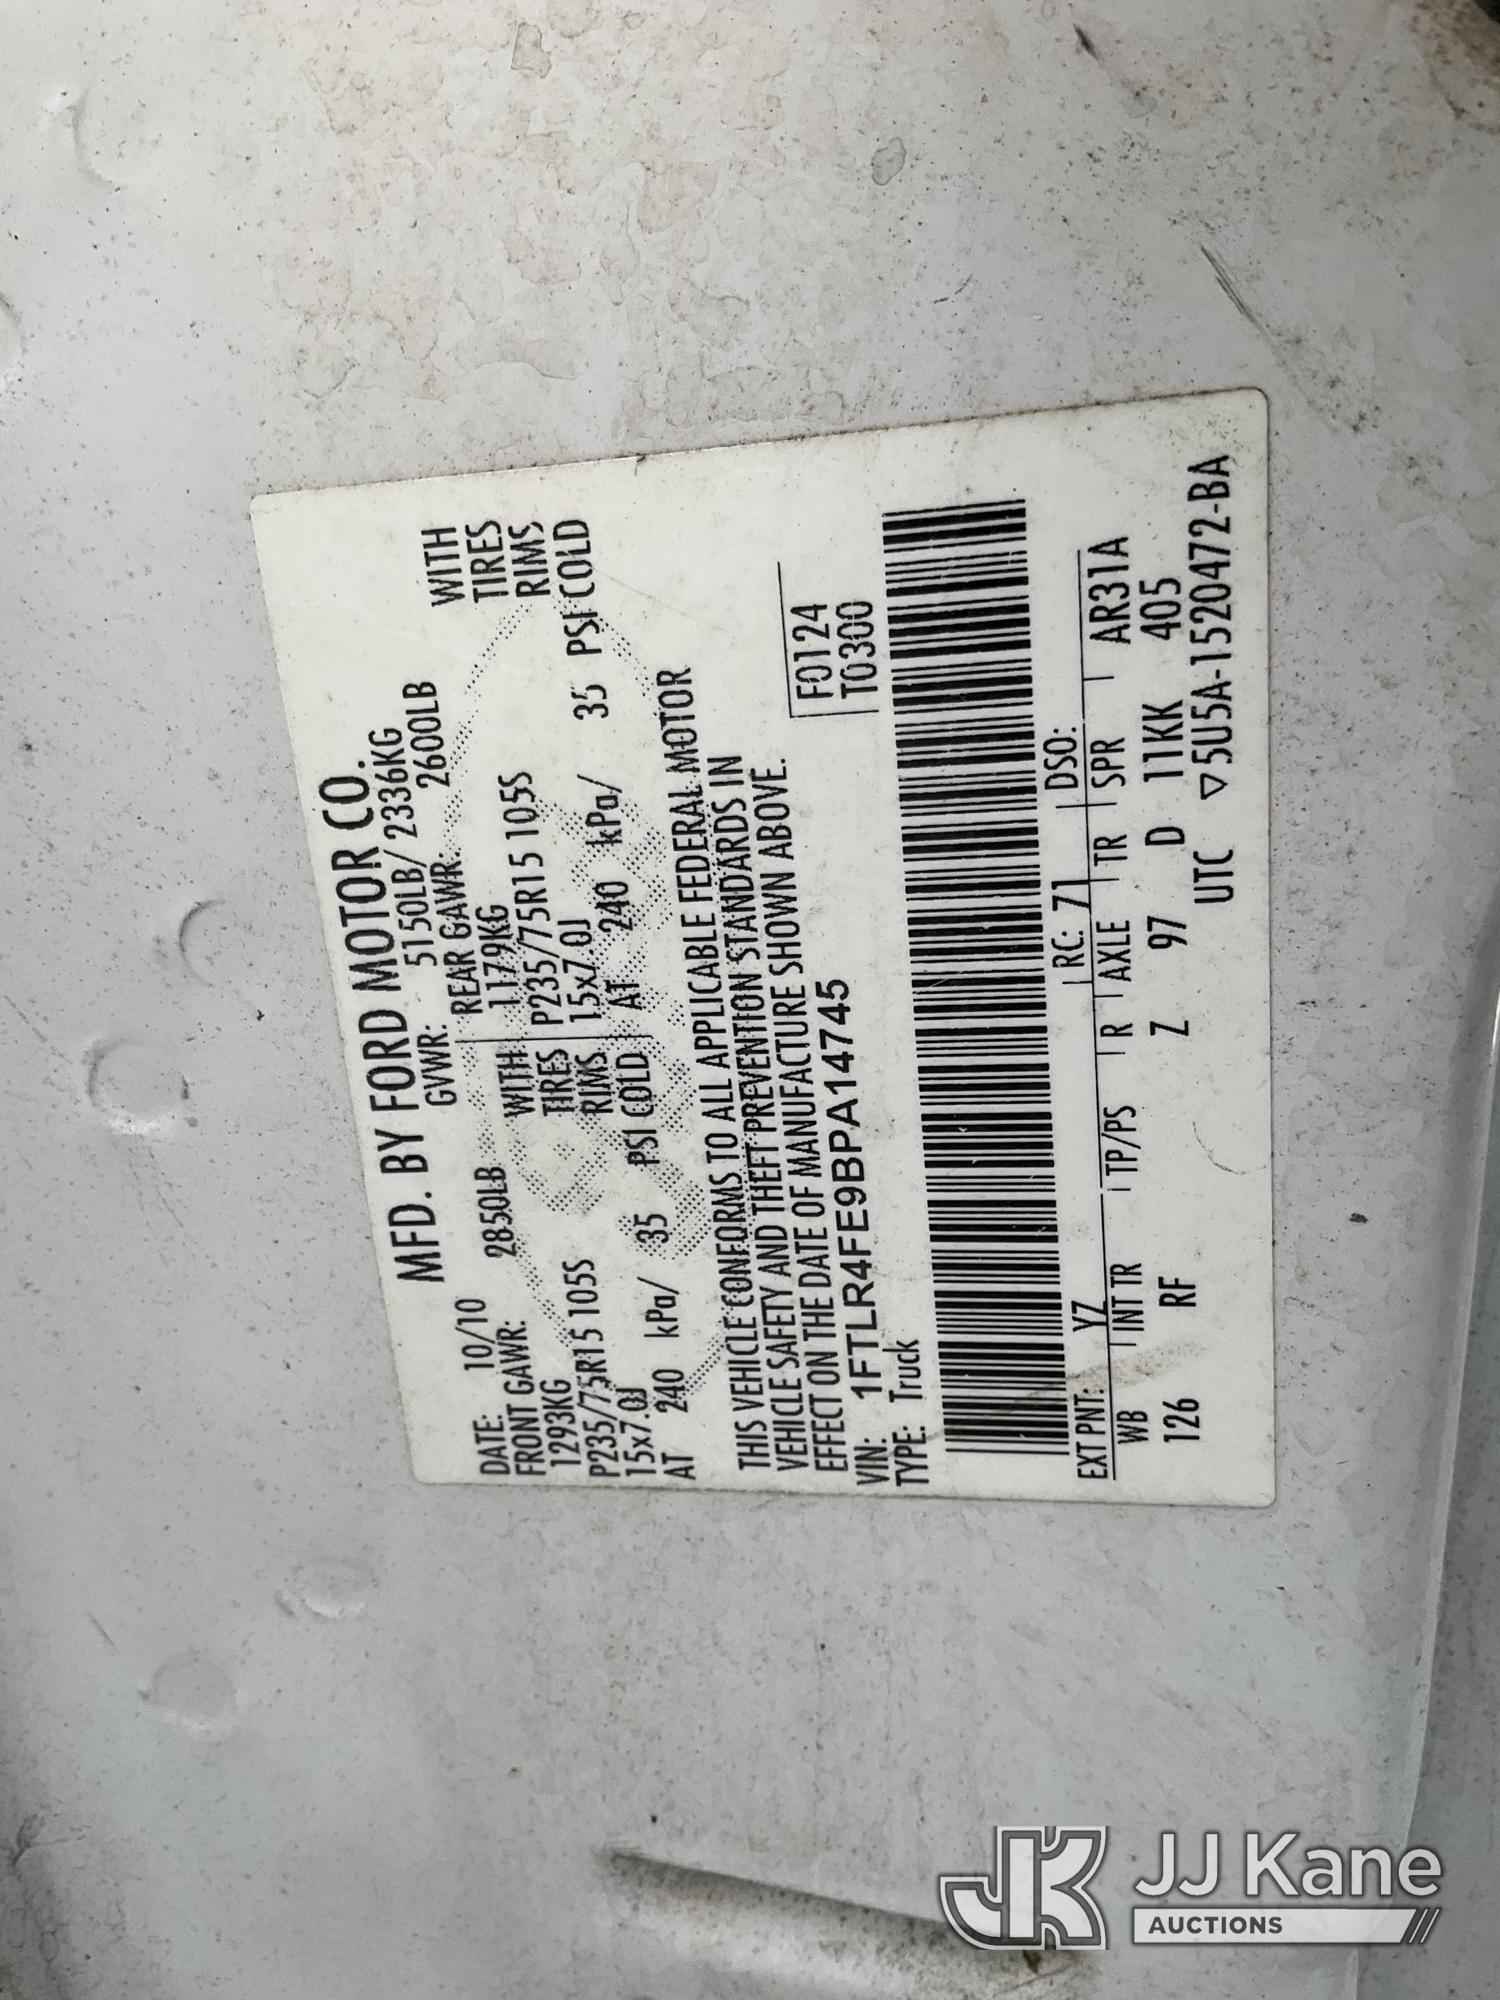 MFD. BY FORD MOTOR CO.
DATE: 10/10 GVWR: 5150LB/ 2336KG
FRONT GAWR: 2850LB REAR GAWR: 2600LB
1293KG WITH 1179KG WITH
P235/75R15 105S TIRES P235/75R15 105S TIRES
15x7.0J RIMS 15x7.0J RIMS
AT 240 kPa/ 35 PSI COLD AT 240 kPa/ 35 PSI COLD
THIS VEHICLE CONFORMS TO ALL APPLICABLE FEDERAL MOTOR
VEHICLE SAFETY AND THEFT PREVENTION STANDARDS IN
EFFECT ON THE DATE OF MANUFACTURE SHOWN ABOVE.
VIN: 1FTLR4FE9BPA14745 F0124
TYPE: Truck T0300
EXT PNT: YZ RC: 71 DSO:
WB INT TR TP/PS R AXLE TR SPR AR31A
126 RF Z 97 D 11KK 405
UTC ▽5U5A-1520472-BA
JK JJ Kane
AUCTIONS